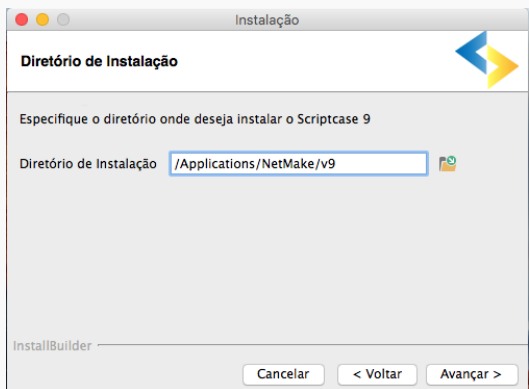 Instalação
Diretório de Instalação
Especifique o diretório onde deseja instalar o Scriptcase 9
Diretório de Instalação /Applications/NetMake/v9
InstallBuilder
Cancelar < Voltar Avançar >